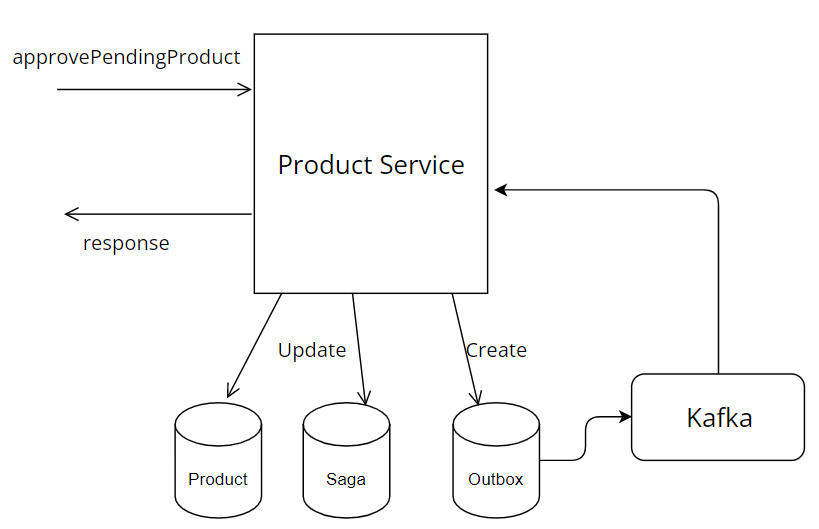 approvePendingProduct
Product Service
response
Update
Create
Product
Saga
Outbox
Kafka